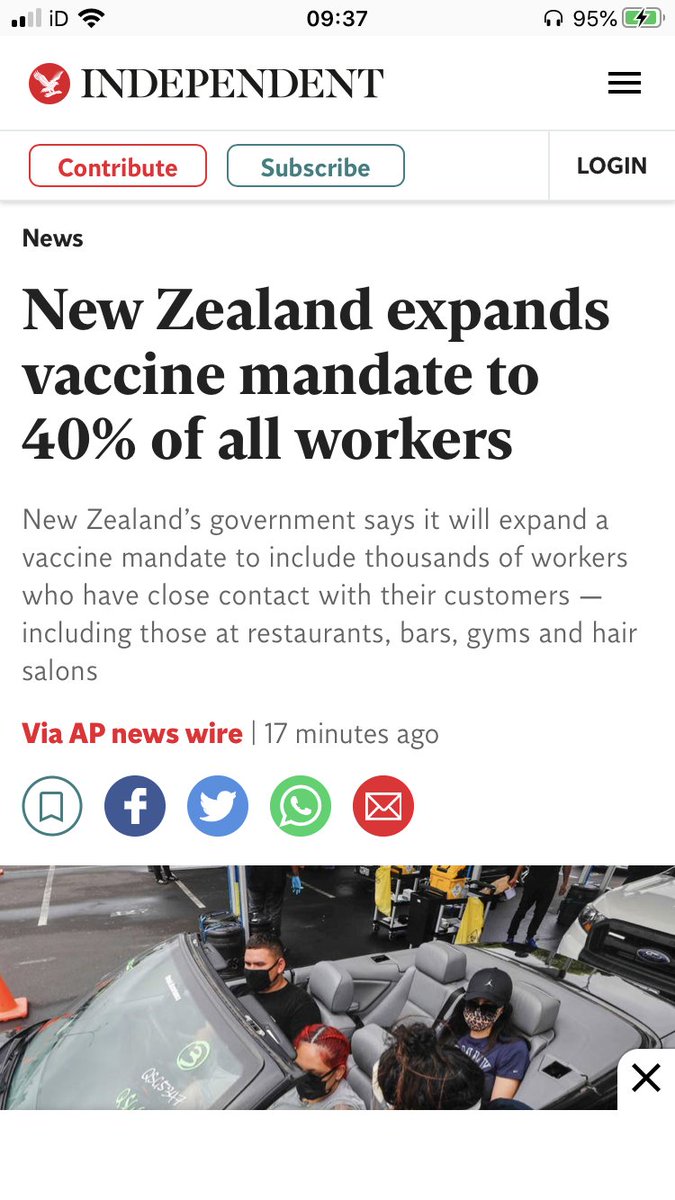 iD 09:37 95%
INDEPENDENT
Contribute Subscribe LOGIN
News
New Zealand expands
vaccine mandate to
40% of all workers
New Zealand’s government says it will expand a
vaccine mandate to include thousands of workers
who have close contact with their customers —
including those at restaurants, bars, gyms and hair
salons
Via AP news wire | 17 minutes ago
Ford
3